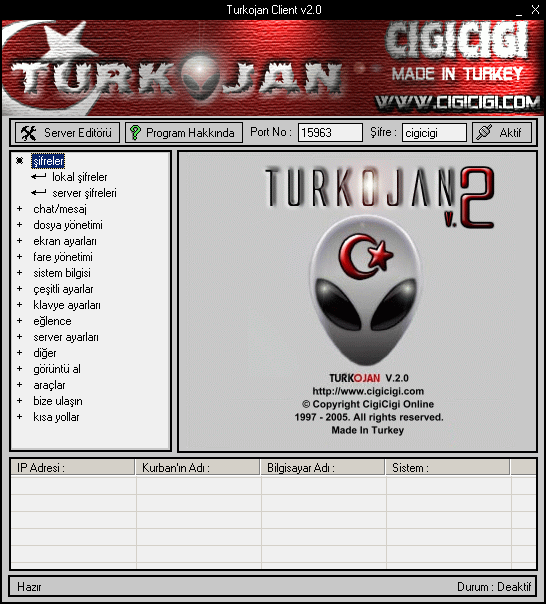 Turkojan Client v2.0
CIGICIGI
TURKOJAN
MADE IN TURKEY
WWW.CIGICIGI.COM
Server Editörü Program Hakkında Port No : 15963 Şifre : cigicigi Aktif
şifreler
lokal şifreler
server şifreleri
chat/mesaj
dosya yönetimi
ekran ayarları
fare yönetimi
sistem bilgisi
çeşitli ayarlar
klavye ayarları
eğlence
server ayarları
diğer
görüntü al
araçlar
bize ulaşın
kısa yollar
TURKOJAN
V.2
TURKOJAN V.2.0
http://www.cigicigi.com
© Copyright CigiCigi Online
1997 - 2005. All rights reserved.
Made In Turkey
IP Adresi : Kurban'ın Adı : Bilgisayar Adı : Sistem :
Hazır Durum : Deaktif